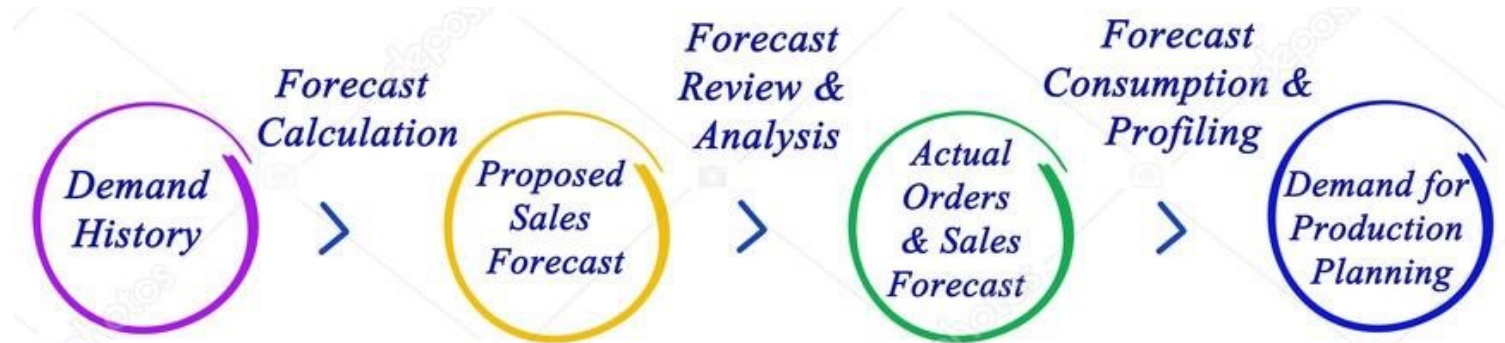 Demand
History
Forecast
Calculation
Proposed
Sales
Forecast
Forecast
Review &
Analysis
Actual
Orders
& Sales
Forecast
Forecast
Consumption &
Profiling
Demand for
Production
Planning